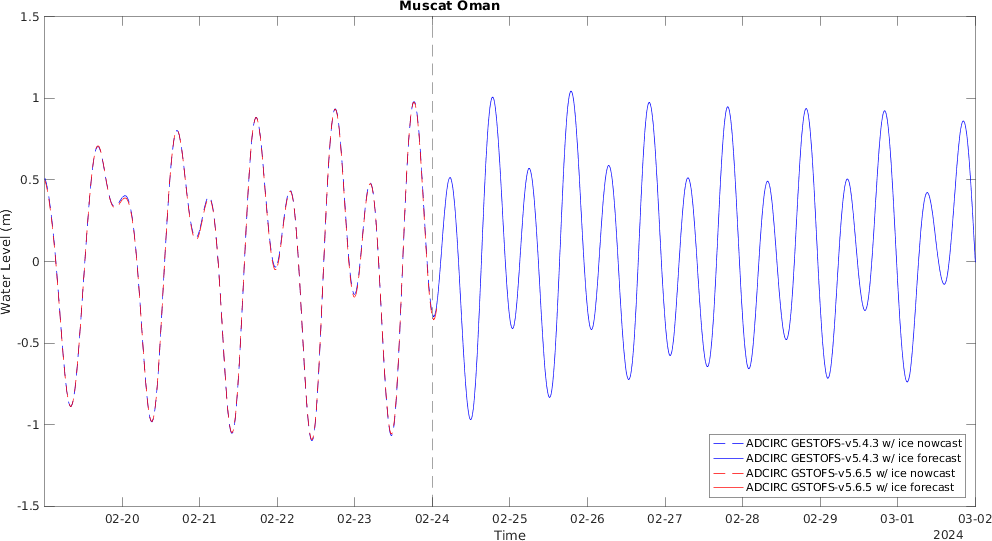 Muscat Oman
1.5
1
0.5
0
-0.5
-1
-1.5
Water Level (m)
ADCIRC GESTOFS-v5.4.3 w/ ice nowcast
ADCIRC GESTOFS-v5.4.3 w/ ice forecast
ADCIRC GSTOFS-v5.6.5 w/ ice nowcast
ADCIRC GSTOFS-v5.6.5 w/ ice forecast
02-20 02-21 02-22 02-23 02-24 02-25 02-26 02-27 02-28 02-29 03-01 03-02
Time
2024